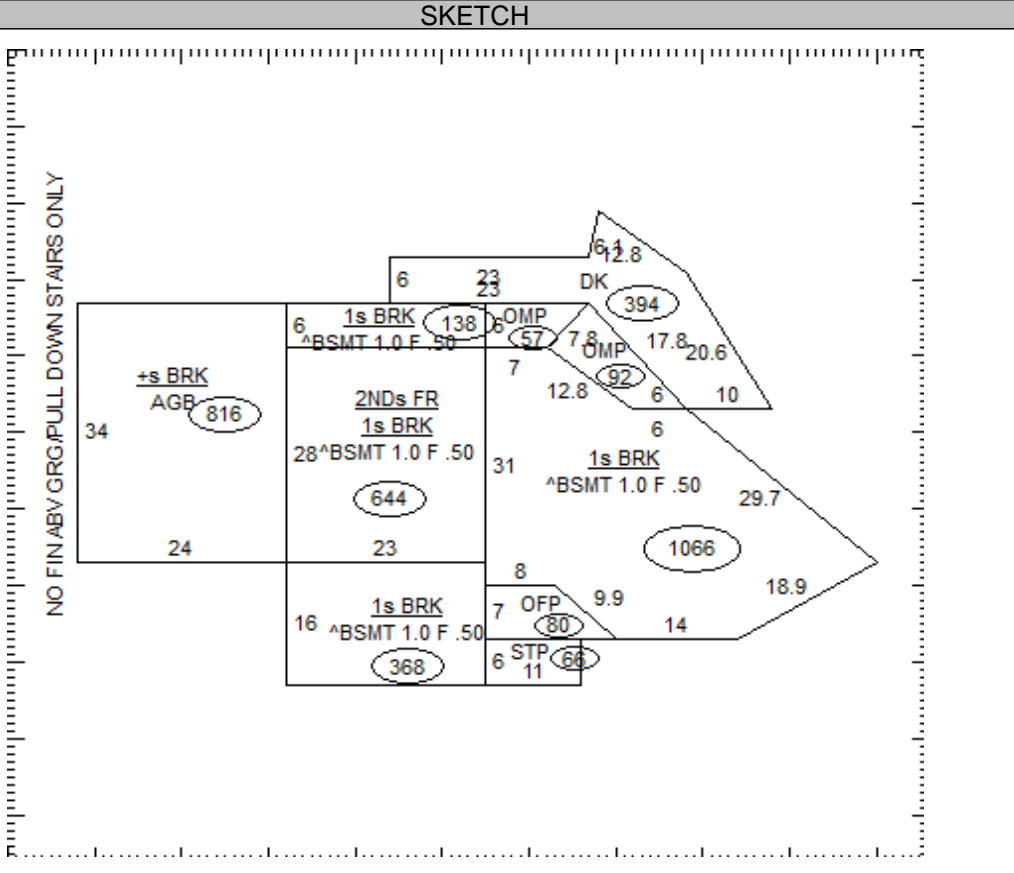 SKETCH
NO FIN ABV GRG/PULL DOWN STAIRS ONLY
6.1
12.8
6
23
23
DK
394
6
1s BRK
138
^BSMT 1.0 F .50
6
OMP
57
7.8
OMP
92
17.8
20.6
7
12.8
6
10
6
+s BRK
AGB
816
34
24
2NDs FR
1s BRK
28
^BSMT 1.0 F .50
644
23
31
1s BRK
^BSMT 1.0 F .50
29.7
1066
18.9
8
9.9
14
7
OFP
80
16
1s BRK
^BSMT 1.0 F .50
368
6
STP
11
66